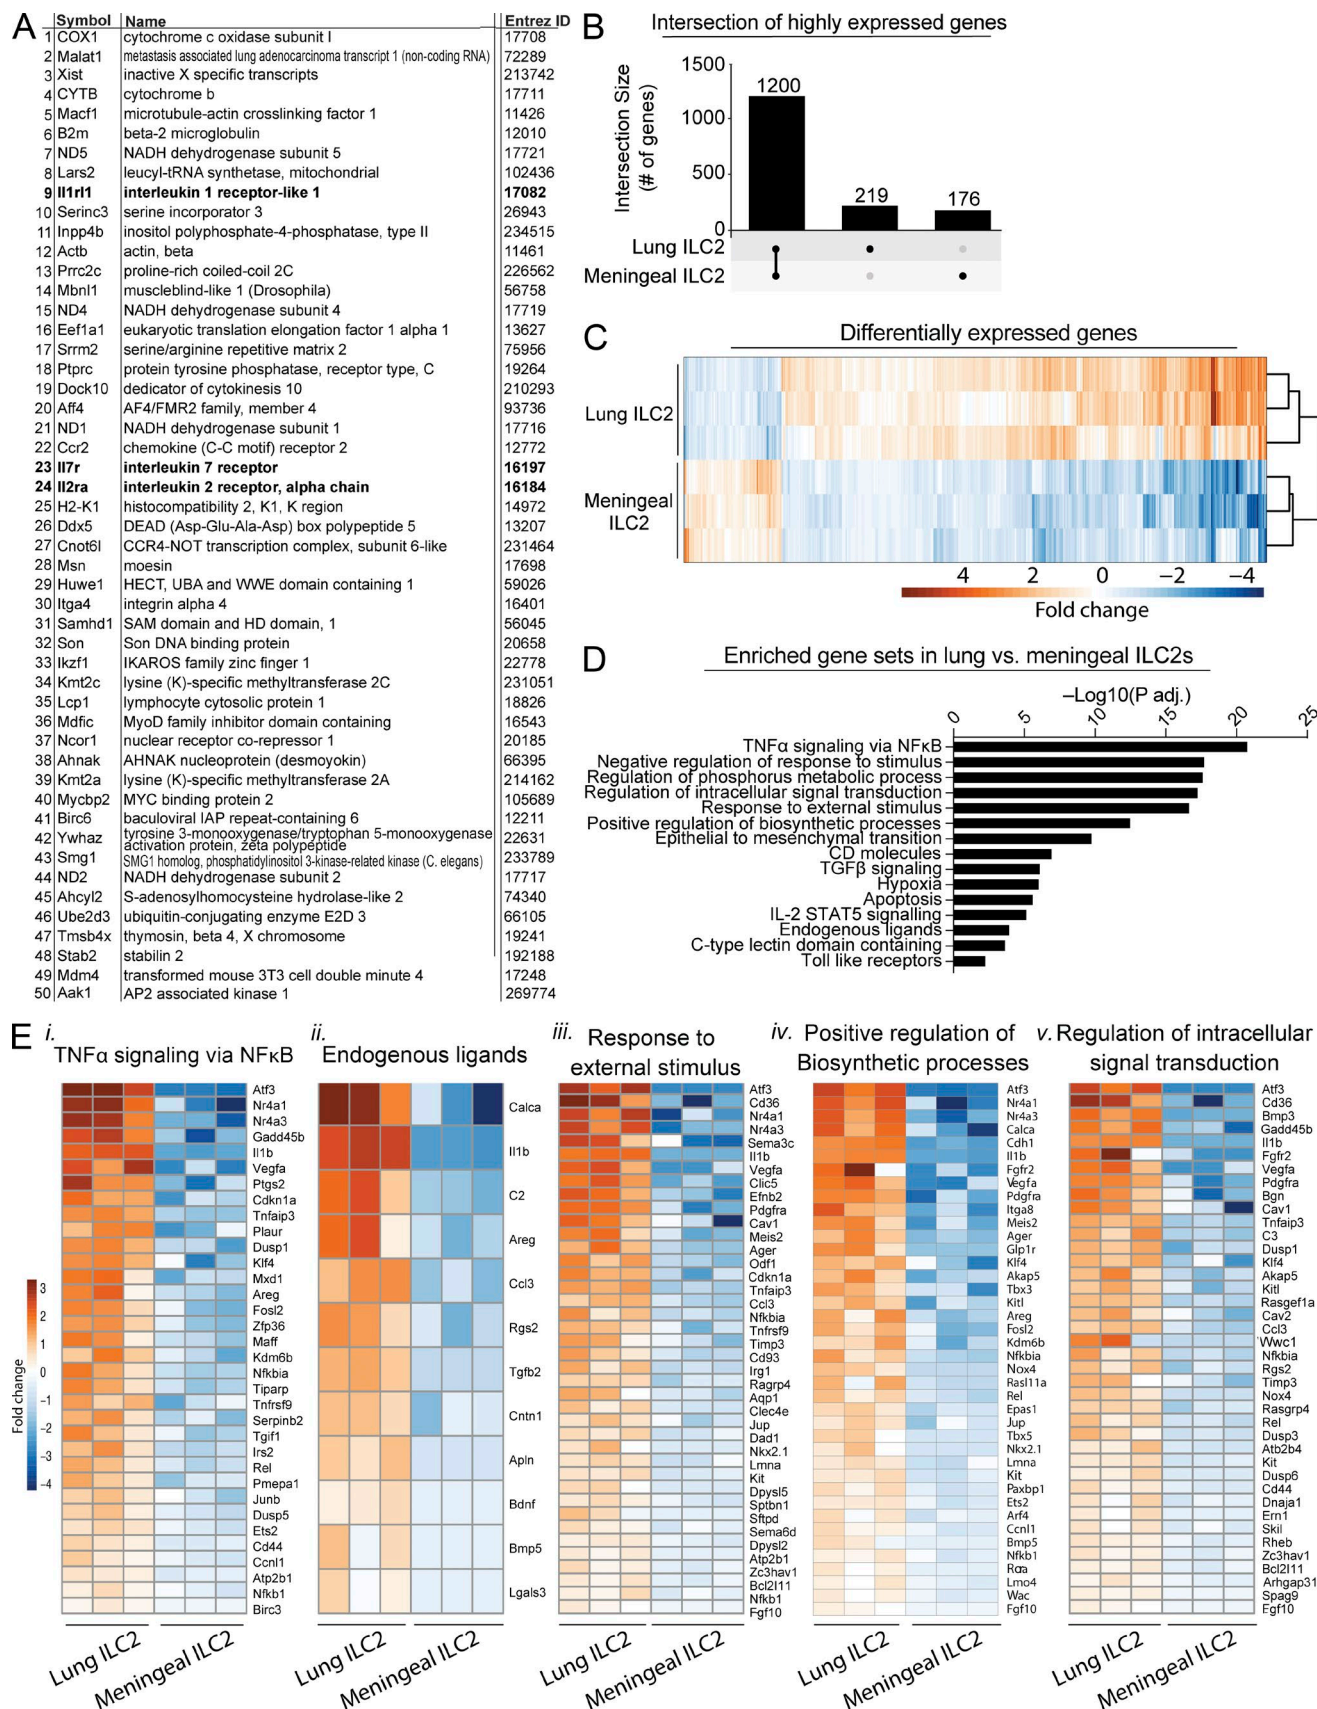 A
Symbol Name Entrez ID
1 COX1 cytochrome c oxidase subunit I 17708
2 Malat1 metastasis associated lung adenocarcinoma transcript 1 (non-coding RNA) 72289
3 Xist inactive X specific transcripts 213742
4 CYTB cytochrome b 17711
5 Macf1 microtubule-actin crosslinking factor 1 11426
6 B2m beta-2 microglobulin 12010
7 ND5 NADH dehydrogenase subunit 5 17721
8 Lars2 leucyl-tRNA synthetase, mitochondrial 102436
9 Il1rl1 interleukin 1 receptor-like 1 17082
10 Serinc3 serine incorporator 3 26943
11 Inpp4b inositol polyphosphate-4-phosphatase, type II 234515
12 Actb actin, beta 11461
13 Prrc2c proline-rich coiled-coil 2C 226562
14 Mbnl1 muscleblind-like 1 (Drosophila) 56758
15 ND4 NADH dehydrogenase subunit 4 17719
16 Eef1a1 eukaryotic translation elongation factor 1 alpha 1 13627
17 Srrm2 serine/arginine repetitive matrix 2 75956
18 Ptprc protein tyrosine phosphatase, receptor type, C 19264
19 Dock10 dedicator of cytokinesis 10 210293
20 Aff4 AF4/FMR2 family, member 4 93736
21 ND1 NADH dehydrogenase subunit 1 17716
22 Ccr2 chemokine (C-C motif) receptor 2 12772
23 Il7r interleukin 7 receptor 16197
24 Il2ra interleukin 2 receptor, alpha chain 16184
25 H2-K1 histocompatibility 2, K1, K region 14972
26 Ddx5 DEAD (Asp-Glu-Ala-Asp) box polypeptide 5 13207
27 Cnot6l CCR4-NOT transcription complex, subunit 6-like 231464
28 Msn moesin 17698
29 Huwe1 HECT, UBA and WWE domain containing 1 59026
30 Itga4 integrin alpha 4 16401
31 Samhd1 SAM domain and HD domain, 1 56045
32 Son Son DNA binding protein 20658
33 Ikzf1 IKAROS family zinc finger 1 22778
34 Kmt2c lysine (K)-specific methyltransferase 2C 231051
35 Lcp1 lymphocyte cytosolic protein 1 18826
36 Mdfic MyoD family inhibitor domain containing 16543
37 Ncor1 nuclear receptor co-repressor 1 20185
38 Ahnak AHNAK nucleoprotein (desmoyokin) 66395
39 Kmt2a lysine (K)-specific methyltransferase 2A 214162
40 Mycbp2 MYC binding protein 2 105689
41 Birc6 baculoviral IAP repeat-containing 6 12211
42 Ywhaz tyrosine 3-monooxygenase/tryptophan 5-monooxygenase 22631
activation protein, zeta polypeptide
43 Smg1 SMG1 homolog, phosphatidylinositol 3-kinase-related kinase (C. elegans) 233789
44 ND2 NADH dehydrogenase subunit 2 17717
45 Ahcyl2 S-adenosylhomocysteine hydrolase-like 2 74340
46 Ube2d3 ubiquitin-conjugating enzyme E2D 3 66105
47 Tmsb4x thymosin, beta 4, X chromosome 19241
48 Stab2 stabilin 2 192188
49 Mdm4 transformed mouse 3T3 cell double minute 4 17248
50 Aak1 AP2 associated kinase 1 269774
B
Intersection of highly expressed genes
Intersection Size
(# of genes)
1500
1000
500
0
1200
219
176
Lung ILC2
Meningeal ILC2
C
Differentially expressed genes
Lung ILC2
Meningeal
ILC2
4 2 0 −2 −4
Fold change
D
Enriched gene sets in lung vs. meningeal ILC2s
−Log10(P adj.)
0 5 10 15 20 25
TNFα signaling via NFκB
Negative regulation of response to stimulus
Regulation of phosphorus metabolic process
Regulation of intracellular signal transduction
Response to external stimulus
Positive regulation of biosynthetic processes
Epithelial to mesenchymal transition
CD molecules
TGFβ signaling
Hypoxia
Apoptosis
IL-2 STAT5 signalling
Endogenous ligands
C-type lectin domain containing
Toll like receptors
E
i.
TNFα signaling via NFκB
Atf3
Nr4a1
Nr4a3
Gadd45b
Il1b
Vegfa
Ptgs2
Cdkn1a
Tnfaip3
Plaur
Dusp1
Klf4
Mxd1
Areg
Fosl2
Zfp36
Maff
Kdm6b
Nfkbia
Tiparp
Tnfrsf9
Serpinb2
Tgif1
Irs2
Rel
Pmepa1
Junb
Dusp5
Ets2
Cd44
Ccnl1
Atp2b1
Nfkb1
Birc3
Fold change
3
2
1
0
−1
−2
−3
−4
Lung ILC2
Meningeal ILC2
ii.
Endogenous ligands
Calca
Il1b
C2
Areg
Ccl3
Rgs2
Tgfb2
Cntn1
Apln
Bdnf
Bmp5
Lgals3
Lung ILC2
Meningeal ILC2
iii.
Response to
external stimulus
Atf3
Cd36
Nr4a1
Nr4a3
Sema3c
Il1b
Vegfa
Clic5
Efnb2
Pdgfra
Cav1
Meis2
Ager
Odf1
Cdkn1a
Tnfaip3
Ccl3
Nfkbia
Tnfrsf9
Timp3
Cd93
Irg1
Ragrp4
Aqp1
Clec4e
Jup
Dad1
Nkx2.1
Lmna
Kit
Dpysl5
Sptbn1
Sftpd
Sema6d
Dpysl2
Atp2b1
Zc3hav1
Bcl2l11
Nfkb1
Fgf10
Lung ILC2
Meningeal ILC2
iv.
Positive regulation of
Biosynthetic processes
Atf3
Nr4a1
Nr4a3
Calca
Cdh1
Il1b
Fgfr2
Vegfa
Pdgfra
Itga8
Meis2
Ager
Glp1r
Klf4
Akap5
Tbx3
Kitl
Areg
Fosl2
Kdm6b
Nfkbia
Nox4
Rasl11a
Rel
Epas1
Jup
Tbx5
Nkx2.1
Lmna
Kit
Paxbp1
Ets2
Arf4
Ccnl1
Bmp5
Nfkb1
Rora
Lmo4
Wac
Fgf10
Lung ILC2
Meningeal ILC2
v.
Regulation of intracellular
signal transduction
Atf3
Cd36
Bmp3
Gadd45b
Il1b
Fgfr2
Vegfa
Pdgfra
Bgn
Cav1
Tnfaip3
C3
Dusp1
Klf4
Akap5
Kitl
Rasgef1a
Cav2
Ccl3
Wwc1
Nfkbia
Rgs2
Timp3
Nox4
Rasgrp4
Rel
Dusp3
Atb2b4
Kit
Dusp6
Cd44
Dnaja1
Ern1
Skil
Rheb
Zc3hav1
Bcl2l11
Arhgap31
Spag9
Fgf10
Lung ILC2
Meningeal ILC2